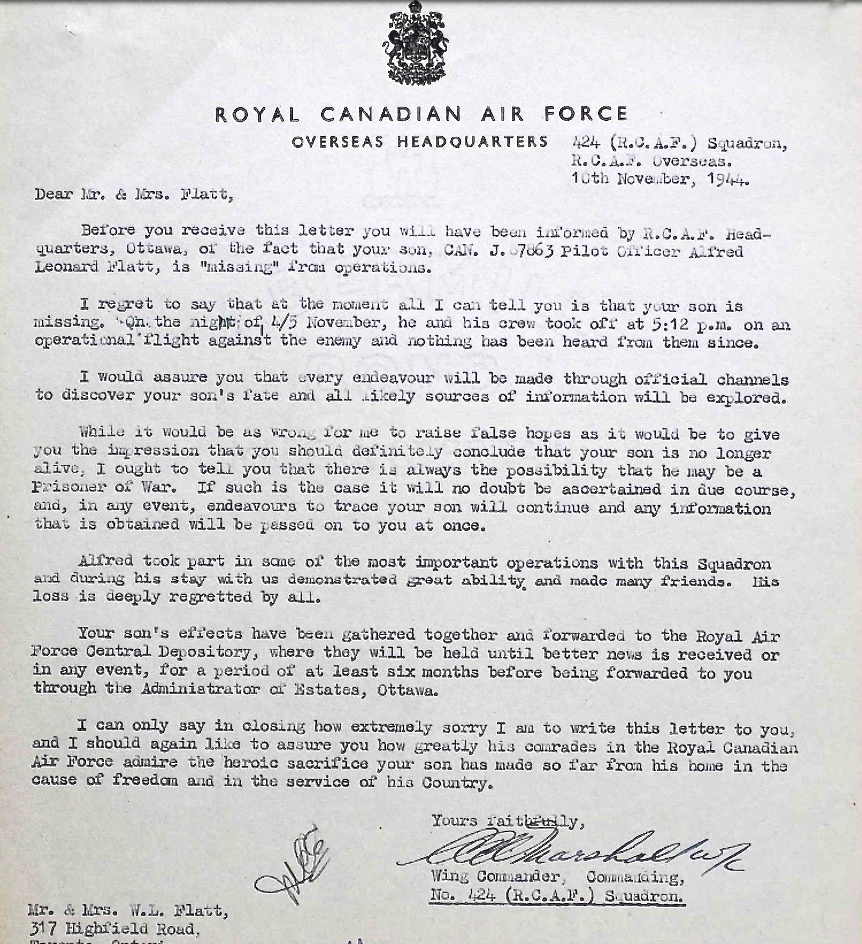 ROYAL CANADIAN AIR FORCE
OVERSEAS HEADQUARTERS
424 (R.C.A.F.) Squadron,
R.C.A.F. Overseas.
10th November, 1944.
Dear Mr. & Mrs. Flatt,
Before you receive this letter you will have been informed by R.C.A.F. Head-
quarters, Ottawa, of the fact that your son, CAN. J. 7863 Pilot Officer Alfred
Leonard Flatt, is "missing" from operations.
I regret to say that at the moment all I can tell you is that your son is
missing. On the night of 4/5 November, he and his crew took off at 5:12 p.m. on an
operational flight against the enemy and nothing has been heard from them since.
I would assure you that every endeavour will be made through official channels
to discover your son's fate and all likely sources of information will be explored.
While it would be as wrong for me to raise false hopes as it would be to give
you the impression that you should definitely conclude that your son is no longer
alive, I ought to tell you that there is always the possibility that he may be a
Prisoner of War. If such is the case it will no doubt be ascertained in due course,
and, in any event, endeavours to trace your son will continue and any information
that is obtained will be passed on to you at once.
Alfred took part in some of the most important operations with this Squadron
and during his stay with us demonstrated great ability and made many friends. His
loss is deeply regretted by all.
Your son's effects have been gathered together and forwarded to the Royal Air
Force Central Depository, where they will be held until better news is received or
in any event, for a period of at least six months before being forwarded to you
through the Administrator of Estates, Ottawa.
I can only say in closing how extremely sorry I am to write this letter to you,
and I should again like to assure you how greatly his comrades in the Royal Canadian
Air Force admire the heroic sacrifice your son has made so far from his home in the
cause of freedom and in the service of his Country.
Yours faithfully,
Marshall W/C
Wing Commander, Commanding,
No. 424 (R.C.A.F.) Squadron.
Mr. & Mrs. W.L. Flatt,
317 Highfield Road,